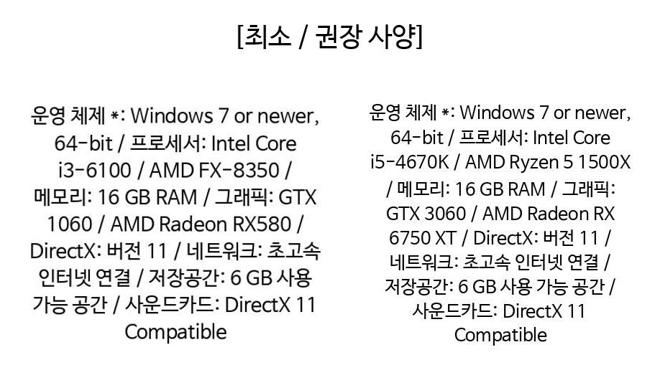 [최소 / 권장 사양]
운영 체제 *: Windows 7 or newer,
64-bit / 프로세서: Intel Core
i3-6100 / AMD FX-8350 /
메모리: 16 GB RAM / 그래픽: GTX
1060 / AMD Radeon RX580 /
DirectX: 버전 11 / 네트워크: 초고속
인터넷 연결 / 저장공간: 6 GB 사용
가능 공간 / 사운드카드: DirectX 11
Compatible
운영 체제 *: Windows 7 or newer,
64-bit / 프로세서: Intel Core
i5-4670K / AMD Ryzen 5 1500X
/ 메모리: 16 GB RAM / 그래픽:
GTX 3060 / AMD Radeon RX
6750 XT / DirectX: 버전 11 /
네트워크: 초고속 인터넷 연결 /
저장공간: 6 GB 사용 가능 공간 /
사운드카드: DirectX 11
Compatible